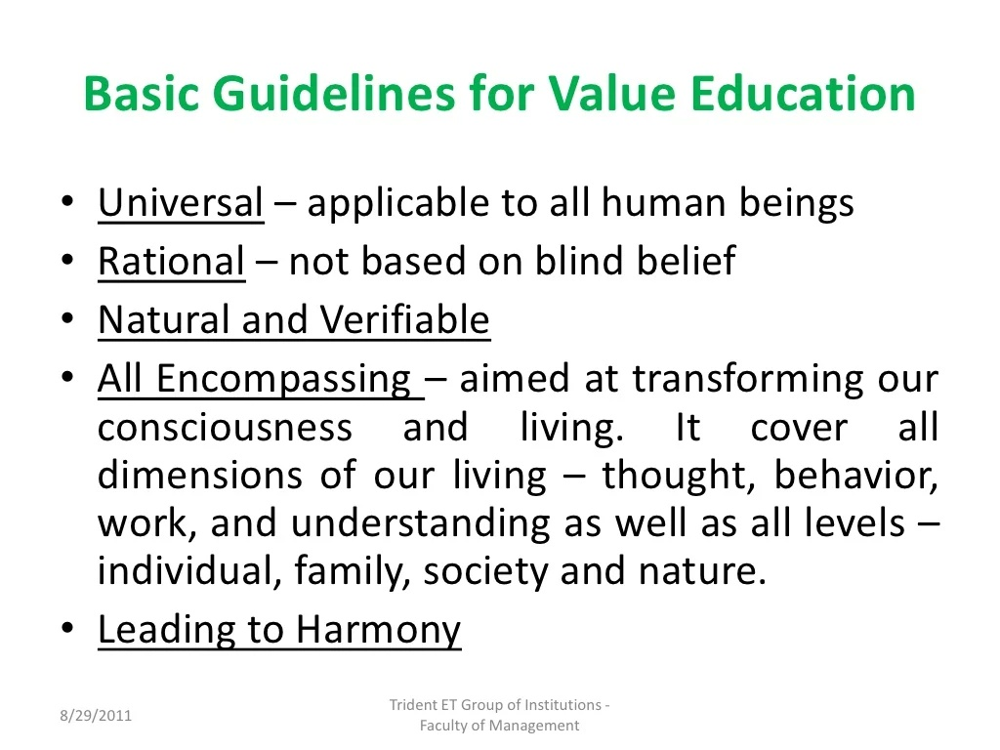 Basic Guidelines for Value Education
• Universal – applicable to all human beings
• Rational – not based on blind belief
• Natural and Verifiable
• All Encompassing – aimed at transforming our
consciousness and living. It cover all
dimensions of our living – thought, behavior,
work, and understanding as well as all levels –
individual, family, society and nature.
• Leading to Harmony
8/29/2011
Trident ET Group of Institutions -
Faculty of Management